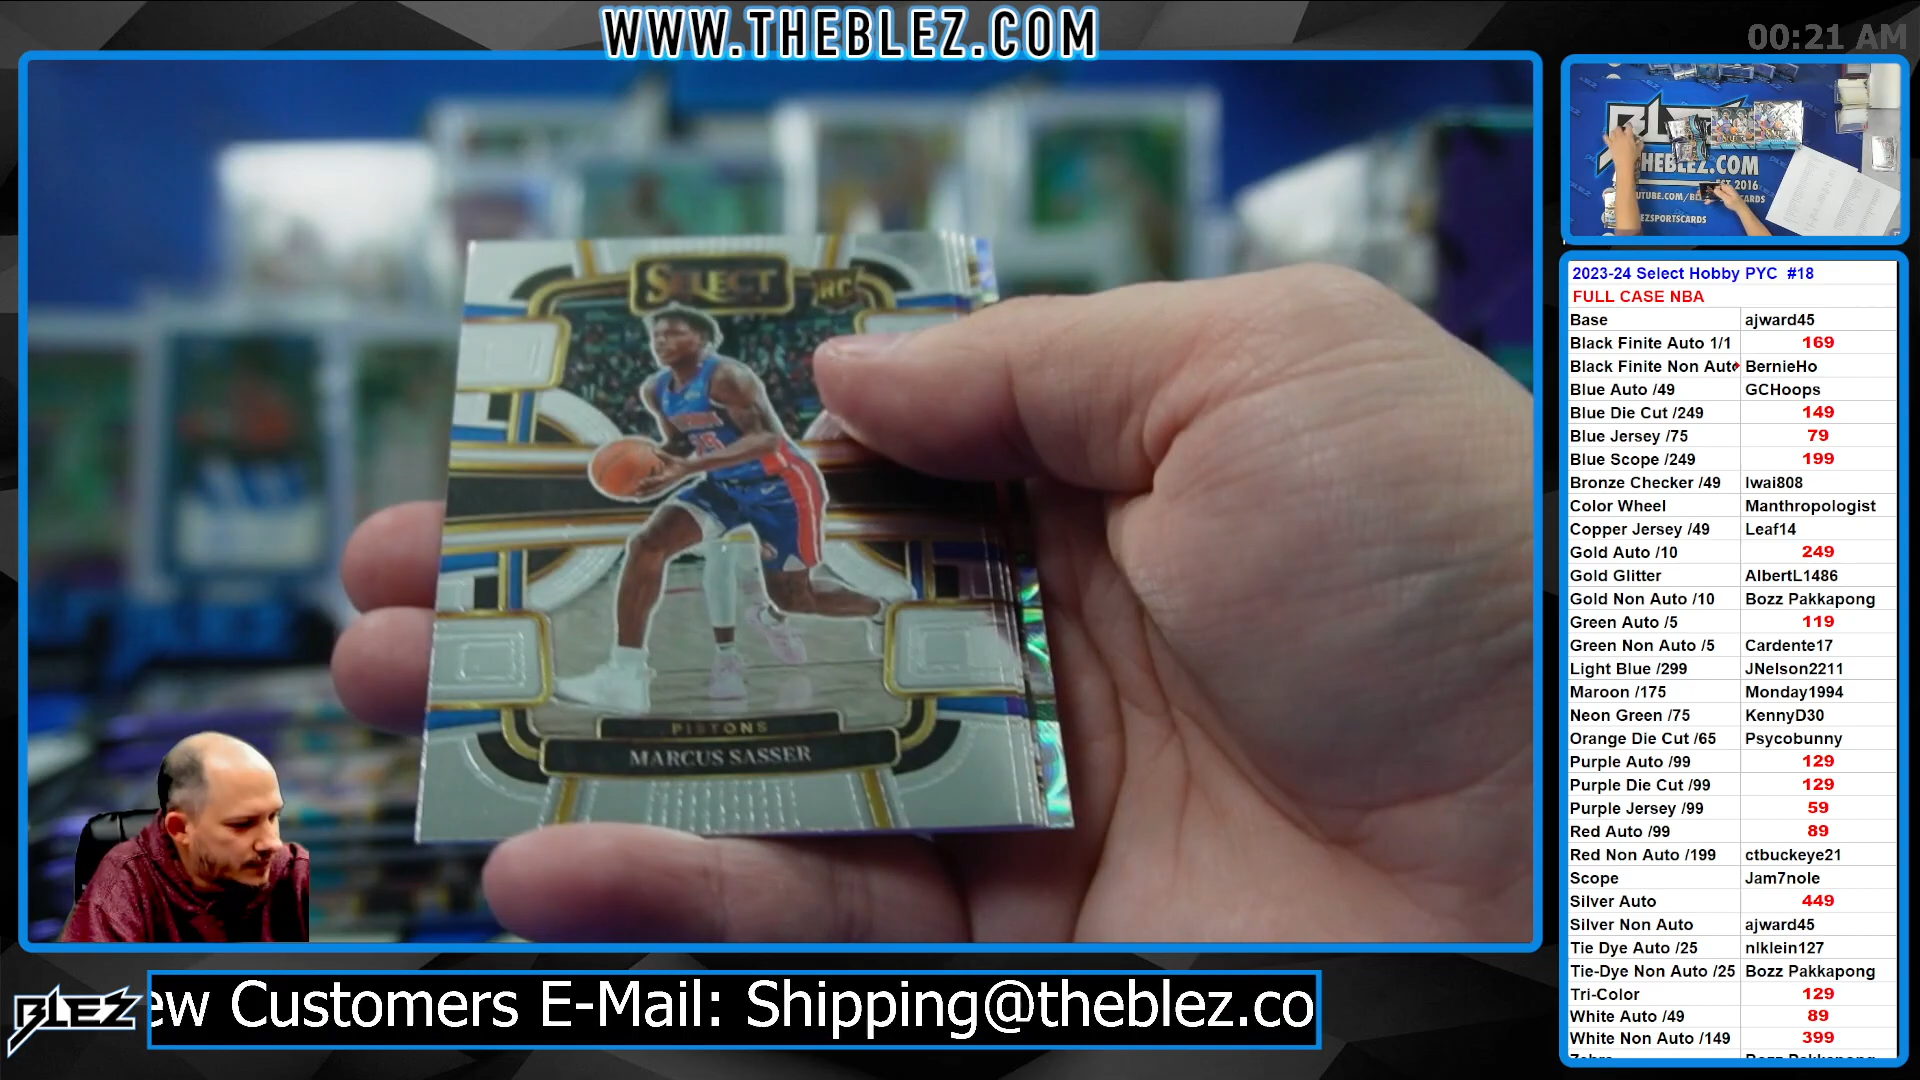 WWW.THEBLEZ.COM
00:21 AM
SELECT
RC
PISTONS
MARCUS SASSER
BLEZ
THEBLEZ.COM
EST. 2016
2023-24 Select Hobby PYC #18
FULL CASE NBA
Base ajward45
Black Finite Auto 1/1 169
Black Finite Non Auto BernieHo
Blue Auto /49 GCHoops
Blue Die Cut /249 149
Blue Jersey /75 79
Blue Scope /249 199
Bronze Checker /49 Iwai808
Color Wheel Manthropologist
Copper Jersey /49 Leaf14
Gold Auto /10 249
Gold Glitter AlbertL1486
Gold Non Auto /10 Bozz Pakkapong
Green Auto /5 119
Green Non Auto /5 Cardente17
Light Blue /299 JNelson2211
Maroon /175 Monday1994
Neon Green /75 KennyD30
Orange Die Cut /65 Psycobunny
Purple Auto /99 129
Purple Die Cut /99 129
Purple Jersey /99 59
Red Auto /99 89
Red Non Auto /199 ctbuckeye21
Scope Jam7nole
Silver Auto 449
Silver Non Auto ajward45
Tie Dye Auto /25 nlklein127
Tie-Dye Non Auto /25 Bozz Pakkapong
Tri-Color 129
White Auto /49 89
White Non Auto /149 399
BLEZ
ew Customers E-Mail: Shipping@theblez.co